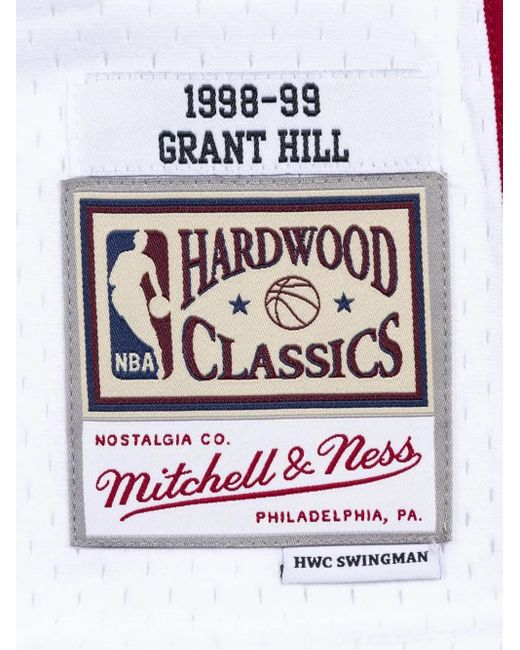 1998-99
GRANT HILL
HARDWOOD
CLASSICS
NBA
NOSTALGIA CO.
Mitchell & Ness
PHILADELPHIA, PA.
HWC SWINGMAN